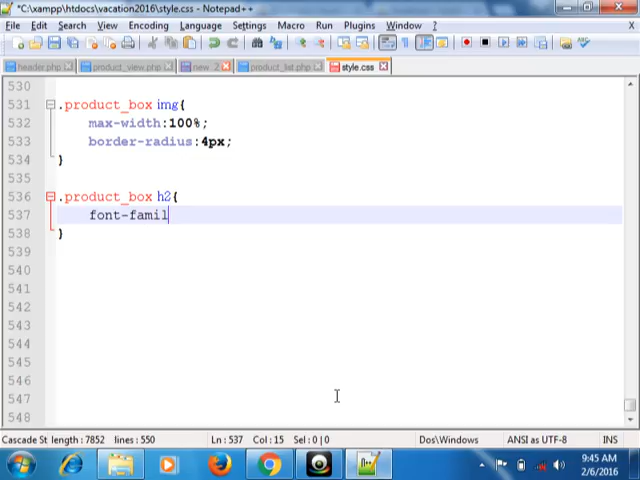 *C:\xampp\htdocs\vacation2016\style.css - Notepad++
File Edit Search View Encoding Language Settings Macro Run Plugins Window ?
header.php product_view.php new 2 product_list.php style.css
530
531 .product_box img{
532 max-width:100%;
533 border-radius:4px;
534 }
535
536 .product_box h2{
537 font-famil
538 }
539
540
541
542
543
544
545
546
547
548
Cascade St length : 7852 lines : 550 Ln : 537 Col : 15 Sel : 0 | 0 Dos\Windows ANSI as UTF-8 INS
9:45 AM
2/6/2016